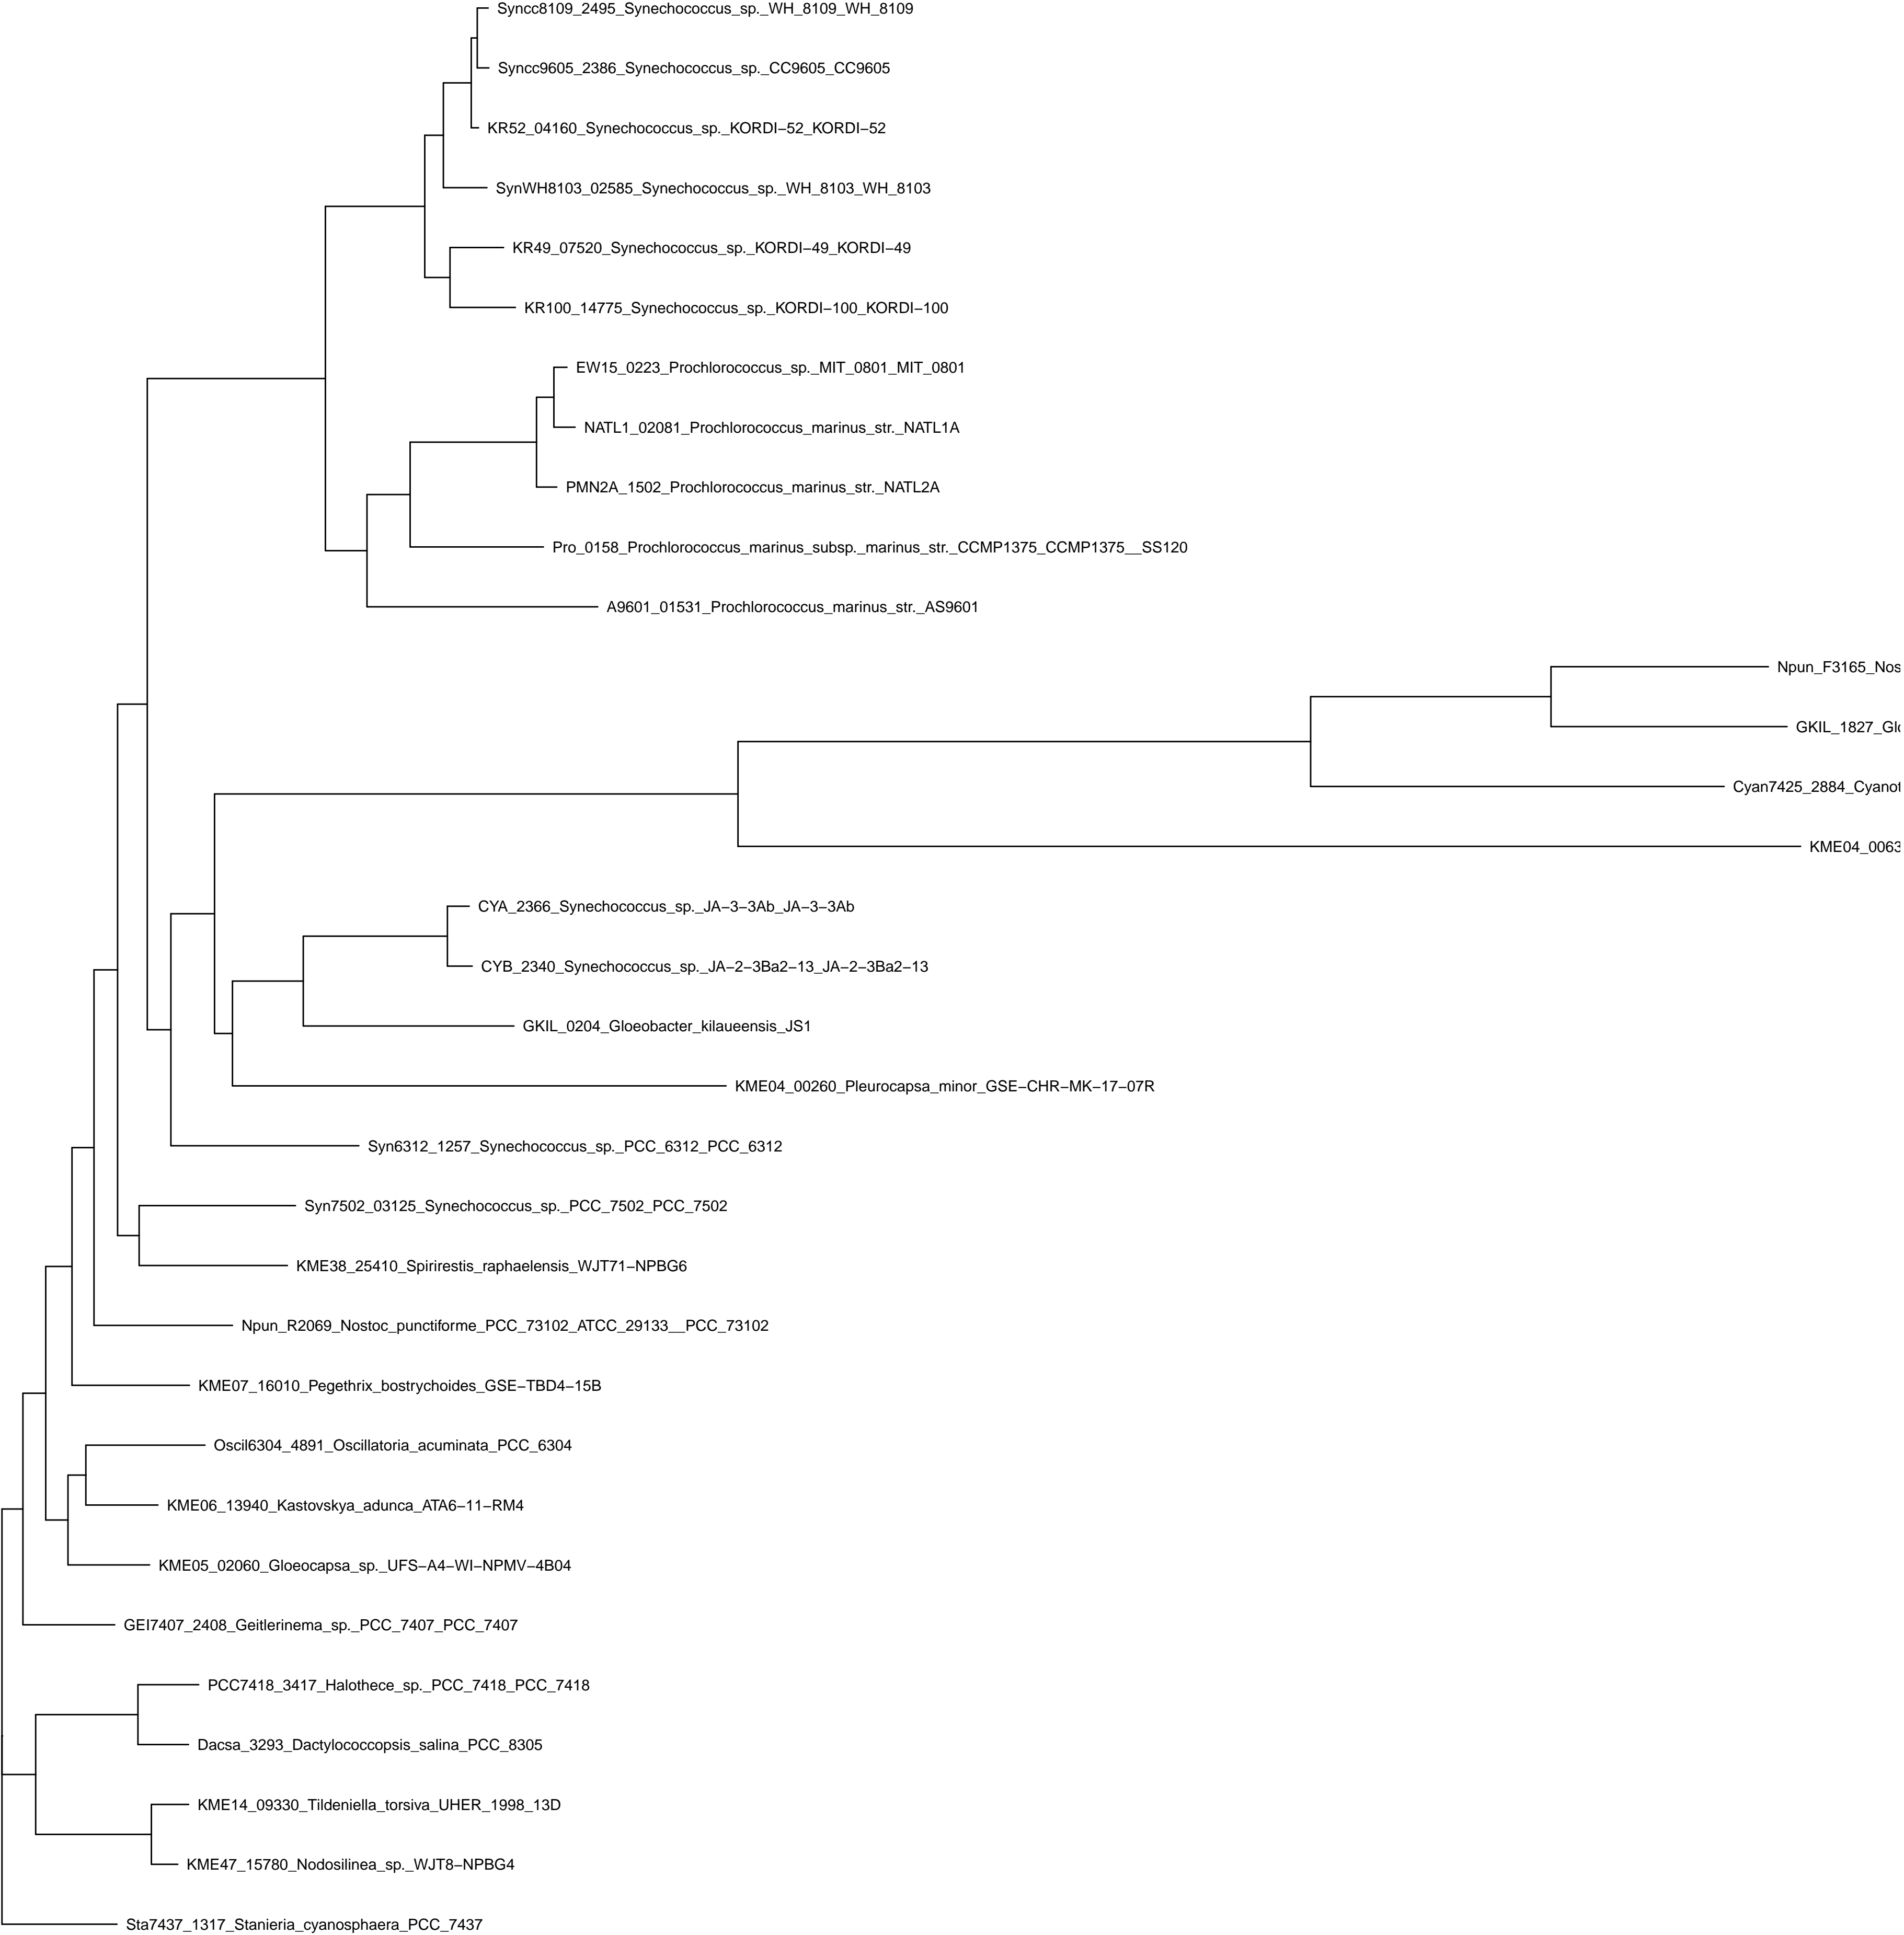 Syncc8109_2495_Synechococcus_sp._WH_8109_WH_8109
Syncc9605_2386_Synechococcus_sp._CC9605_CC9605
KR52_04160_Synechococcus_sp._KORDI−52_KORDI−52
SynWH8103_02585_Synechococcus_sp._WH_8103_WH_8103
KR49_07520_Synechococcus_sp._KORDI−49_KORDI−49
KR100_14775_Synechococcus_sp._KORDI−100_KORDI−100
EW15_0223_Prochlorococcus_sp._MIT_0801_MIT_0801
NATL1_02081_Prochlorococcus_marinus_str._NATL1A
PMN2A_1502_Prochlorococcus_marinus_str._NATL2A
Pro_0158_Prochlorococcus_marinus_subsp._marinus_str._CCMP1375_CCMP1375__SS120
A9601_01531_Prochlorococcus_marinus_str._AS9601
Npun_F3165_Nos
GKIL_1827_Glo
Cyan7425_2884_Cyanot
KME04_0063
CYA_2366_Synechococcus_sp._JA−3−3Ab_JA−3−3Ab
CYB_2340_Synechococcus_sp._JA−2−3Ba2−13_JA−2−3Ba2−13
GKIL_0204_Gloeobacter_kilaueensis_JS1
KME04_00260_Pleurocapsa_minor_GSE−CHR−MK−17−07R
Syn6312_1257_Synechococcus_sp._PCC_6312_PCC_6312
Syn7502_03125_Synechococcus_sp._PCC_7502_PCC_7502
KME38_25410_Spirirestis_raphaelensis_WJT71−NPBG6
Npun_R2069_Nostoc_punctiforme_PCC_73102_ATCC_29133__PCC_73102
KME07_16010_Pegethrix_bostrychoides_GSE−TBD4−15B
Oscil6304_4891_Oscillatoria_acuminata_PCC_6304
KME06_13940_Kastovskya_adunca_ATA6−11−RM4
KME05_02060_Gloeocapsa_sp._UFS−A4−WI−NPMV−4B04
GEI7407_2408_Geitlerinema_sp._PCC_7407_PCC_7407
PCC7418_3417_Halothece_sp._PCC_7418_PCC_7418
Dacsa_3293_Dactylococcopsis_salina_PCC_8305
KME14_09330_Tildeniella_torsiva_UHER_1998_13D
KME47_15780_Nodosilinea_sp._WJT8−NPBG4
Sta7437_1317_Stanieria_cyanosphaera_PCC_7437